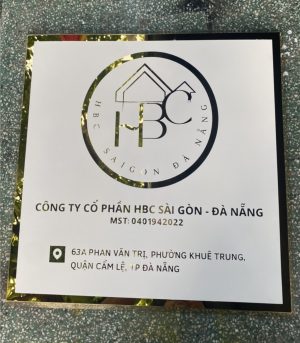 HBC
HBC SAIGON ĐÀ NẴNG
CÔNG TY CỔ PHẦN HBC SÀI GÒN - ĐÀ NẴNG
MST: 0401942022
63A PHAN VĂN TRỊ, PHƯỜNG KHUÊ TRUNG,
QUẬN CẨM LỆ, TP ĐÀ NẴNG